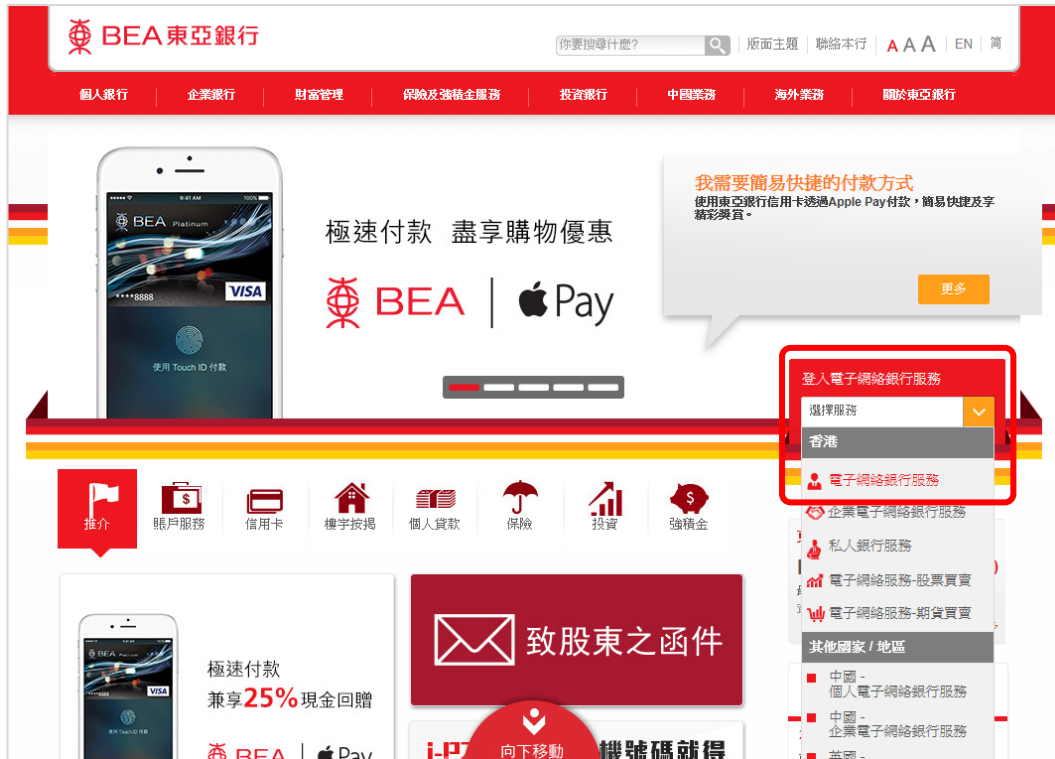 BEA東亞銀行
你要搜尋什麼?
版面主題
聯絡本行
A A A
EN
简
個人銀行
企業銀行
財富管理
保險及強積金服務
投資銀行
中國業務
海外業務
關於東亞銀行
9:41 AM
100%
BEA Platinum
****8888
VISA
使用 Touch ID 付款
極速付款 盡享購物優惠
BEA | Pay
我需要簡易快捷的付款方式
使用東亞銀行信用卡透過Apple Pay付款,簡易快捷及享
精彩獎賞。
更多
登入電子網絡銀行服務
選擇服務
香港
電子網絡銀行服務
企業電子網絡銀行服務
私人銀行服務
電子網絡服務-股票買賣
電子網絡服務-期貨買賣
其他國家 / 地區
中國 -
個人電子網絡銀行服務
中國 -
企業電子網絡銀行服務
英國 -
推介
賬戶服務
信用卡
樓宇按揭
個人貸款
保險
投資
強積金
BEA
VISA
極速付款
兼享25%現金回贈
BEA | Pay
致股東之函件
向下移動
機號碼就得